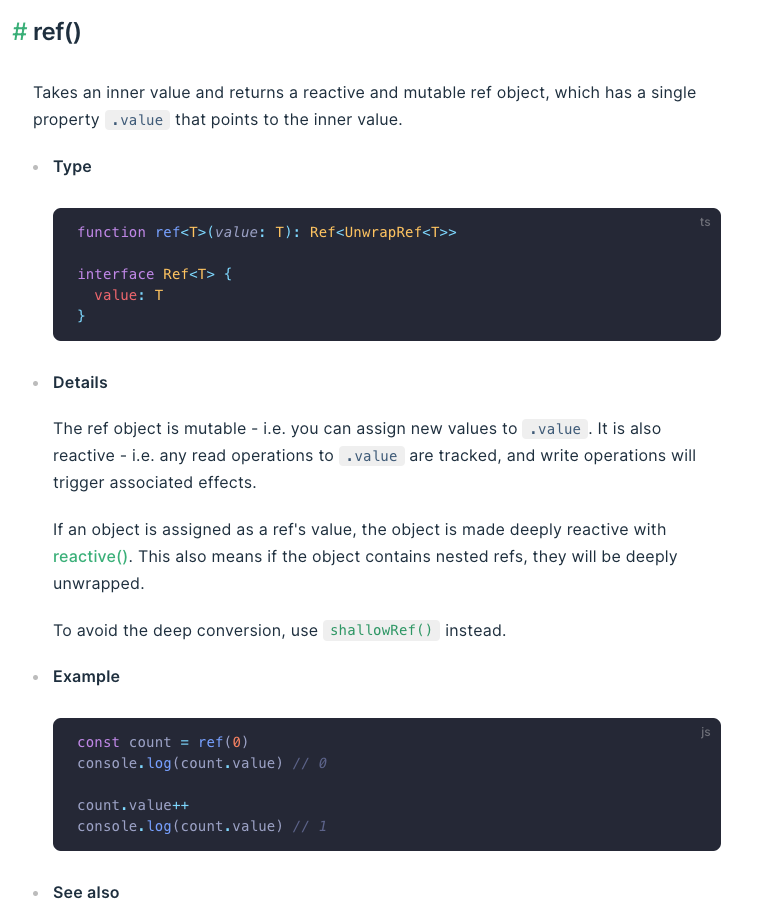 # ref()
Takes an inner value and returns a reactive and mutable ref object, which has a single
property .value that points to the inner value.
Type
ts
function ref<T>(value: T): Ref<UnwrapRef<T>>
interface Ref<T> {
  value: T
}
Details
The ref object is mutable - i.e. you can assign new values to .value. It is also
reactive - i.e. any read operations to .value are tracked, and write operations will
trigger associated effects.
If an object is assigned as a ref's value, the object is made deeply reactive with
reactive(). This also means if the object contains nested refs, they will be deeply
unwrapped.
To avoid the deep conversion, use shallowRef() instead.
Example
js
const count = ref(0)
console.log(count.value) // 0
count.value++
console.log(count.value) // 1
See also